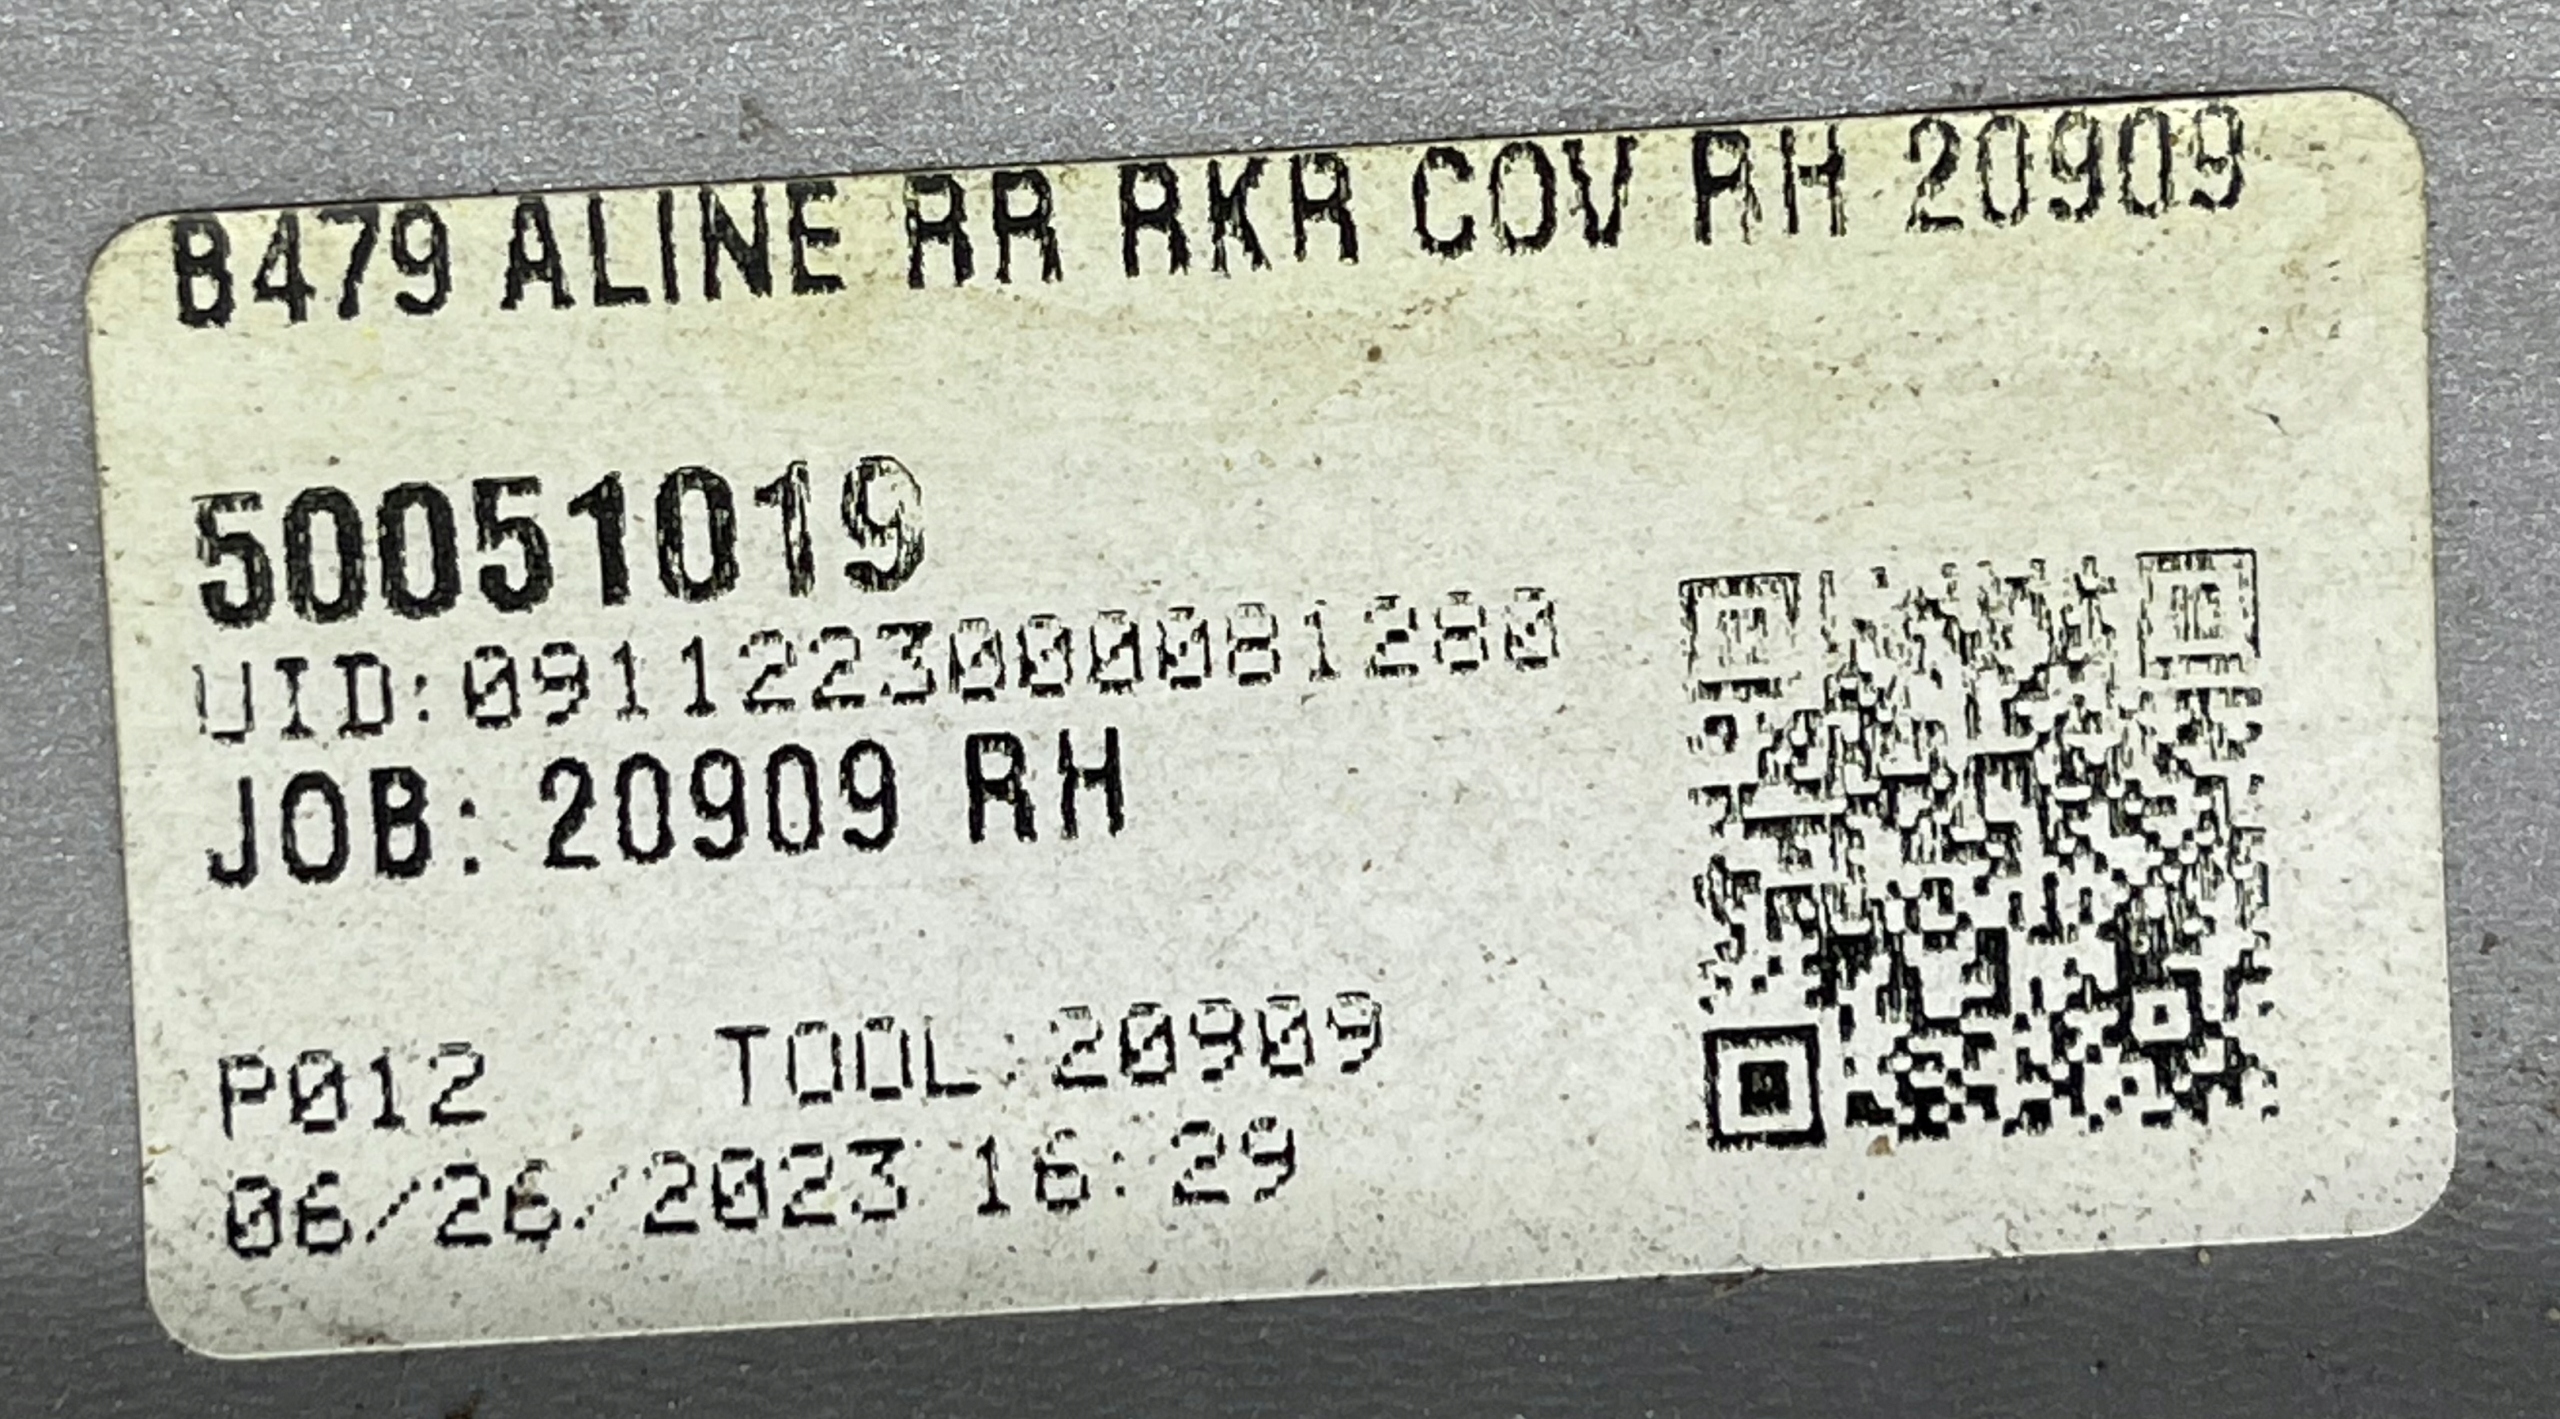 B479 ALINE RR RKR COV RH 20909
50051019
UID:0911223000081280
JOB: 20909 RH
P012 TOOL:20909
06/26/2023 16:29